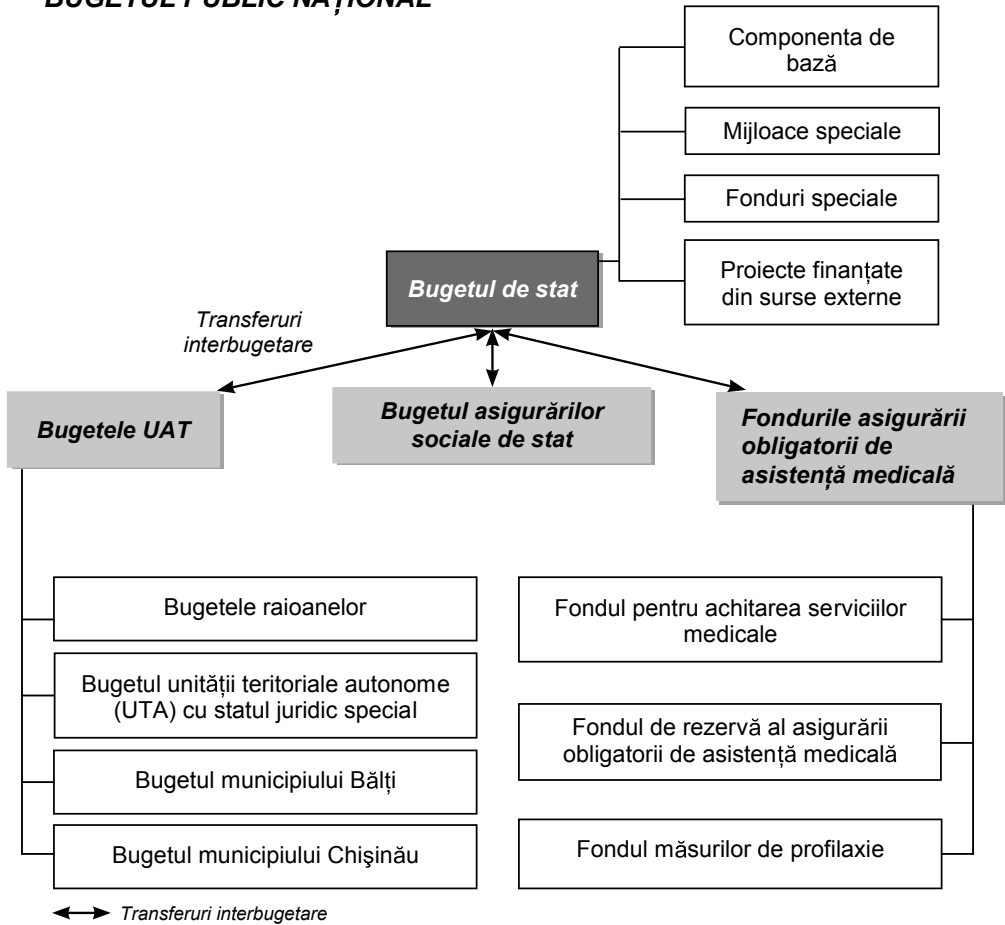 BUGETUL PUBLIC NAȚIONAL
Componenta de
bază
Mijloace speciale
Fonduri speciale
Proiecte finanțate
din surse externe
Bugetul de stat
Transferuri
interbugetare
Bugetele UAT
Bugetul asigurărilor
sociale de stat
Fondurile asigurării
obligatorii de
asistență medicală
Bugetele raioanelor
Bugetul unității teritoriale autonome
(UTA) cu statul juridic special
Bugetul municipiului Bălți
Bugetul municipiului Chişinău
Fondul pentru achitarea serviciilor
medicale
Fondul de rezervă al asigurării
obligatorii de asistență medicală
Fondul măsurilor de profilaxie
Transferuri interbugetare